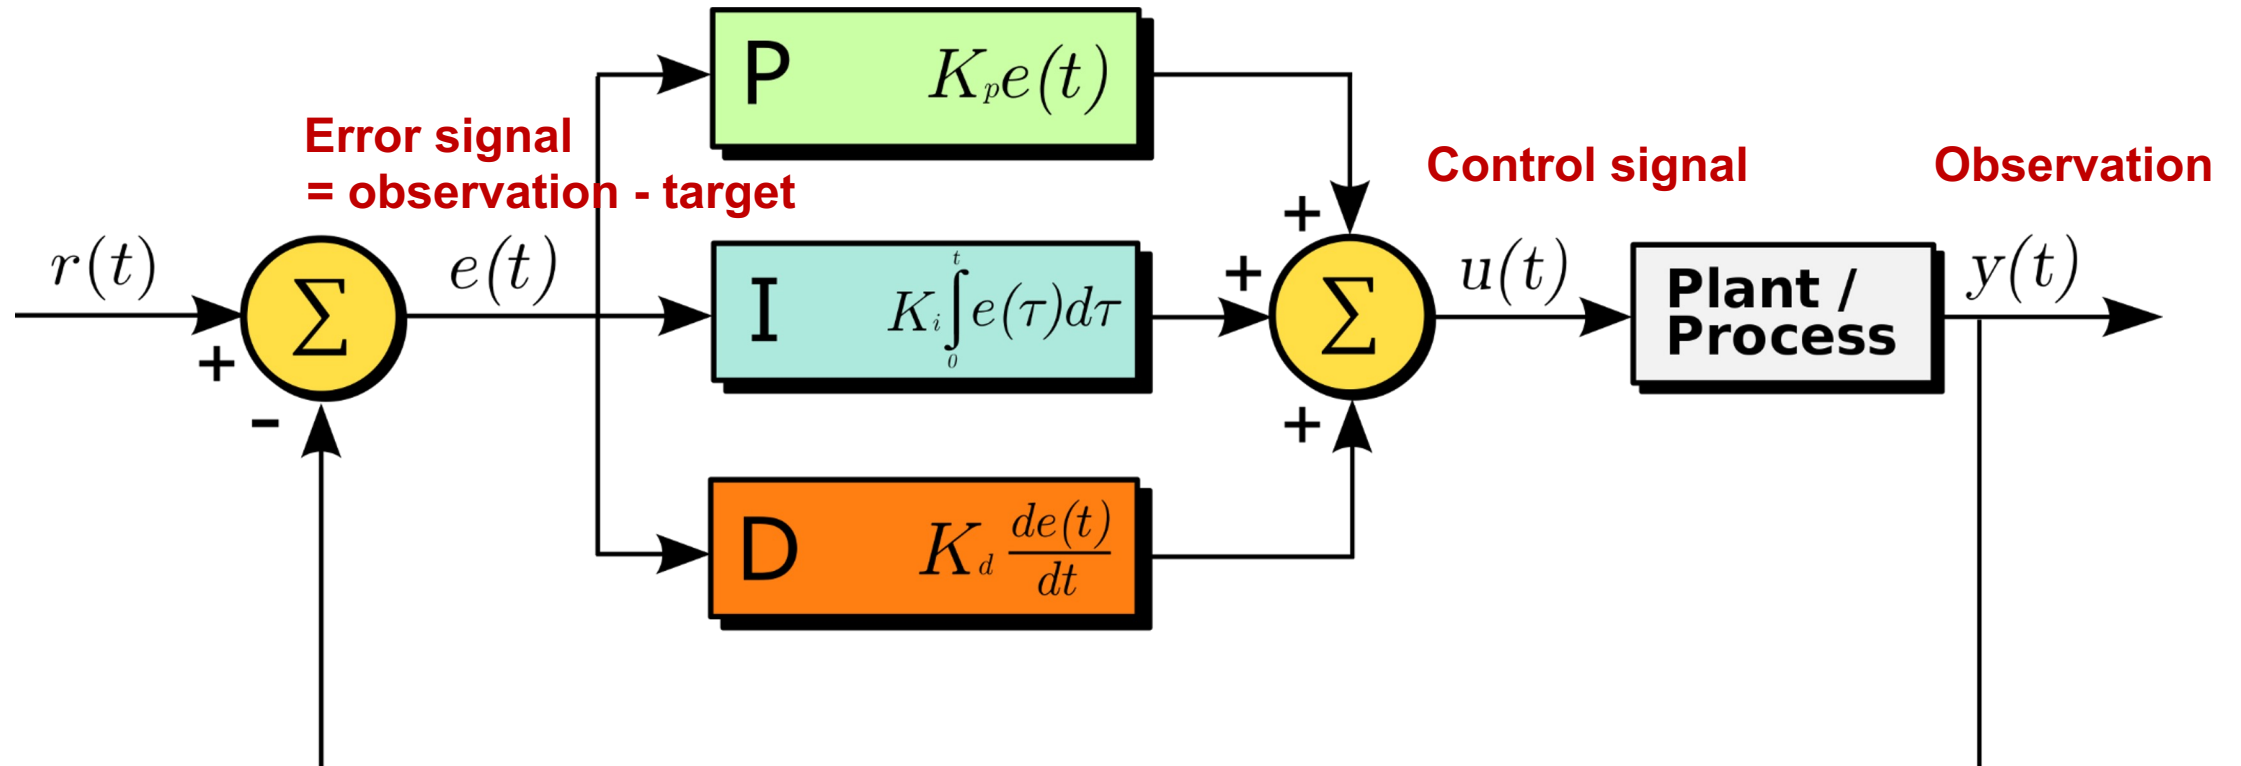 P K_p e(t)
Error signal
= observation - target
Control signal
Observation
r(t)
+
-
Σ
e(t)
I K_i ∫_0^t e(τ)dτ
D K_d de(t)/dt
+
+
+
Σ
u(t)
Plant /
Process
y(t)